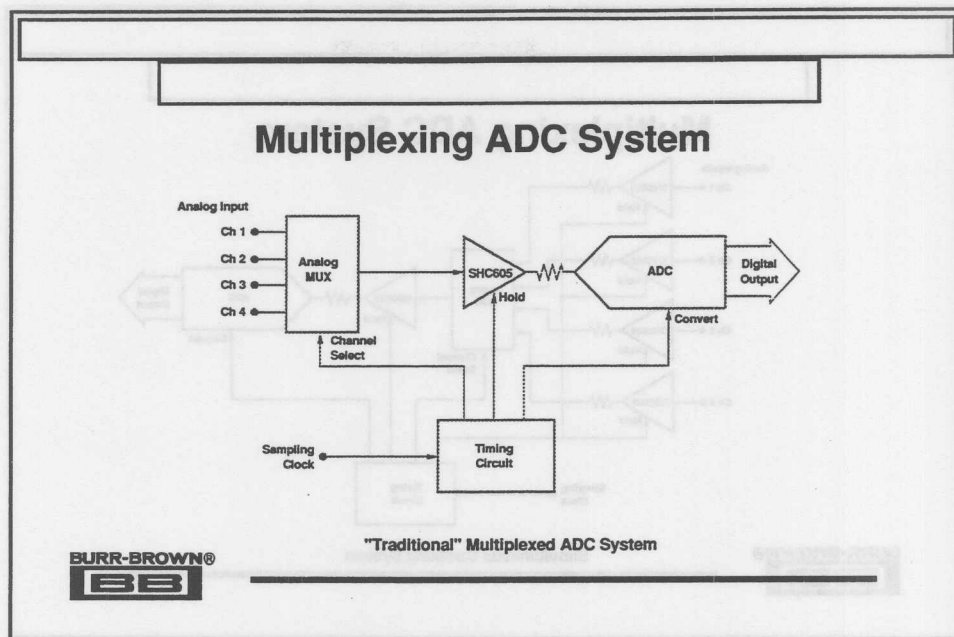 Multiplexing ADC System
Analog Input
Ch 1
Ch 2
Ch 3
Ch 4
Analog
MUX
Channel
Select
SHC605
Hold
ADC
Convert
Digital
Output
Sampling
Clock
Timing
Circuit
"Traditional" Multiplexed ADC System
BURR-BROWN®
BB